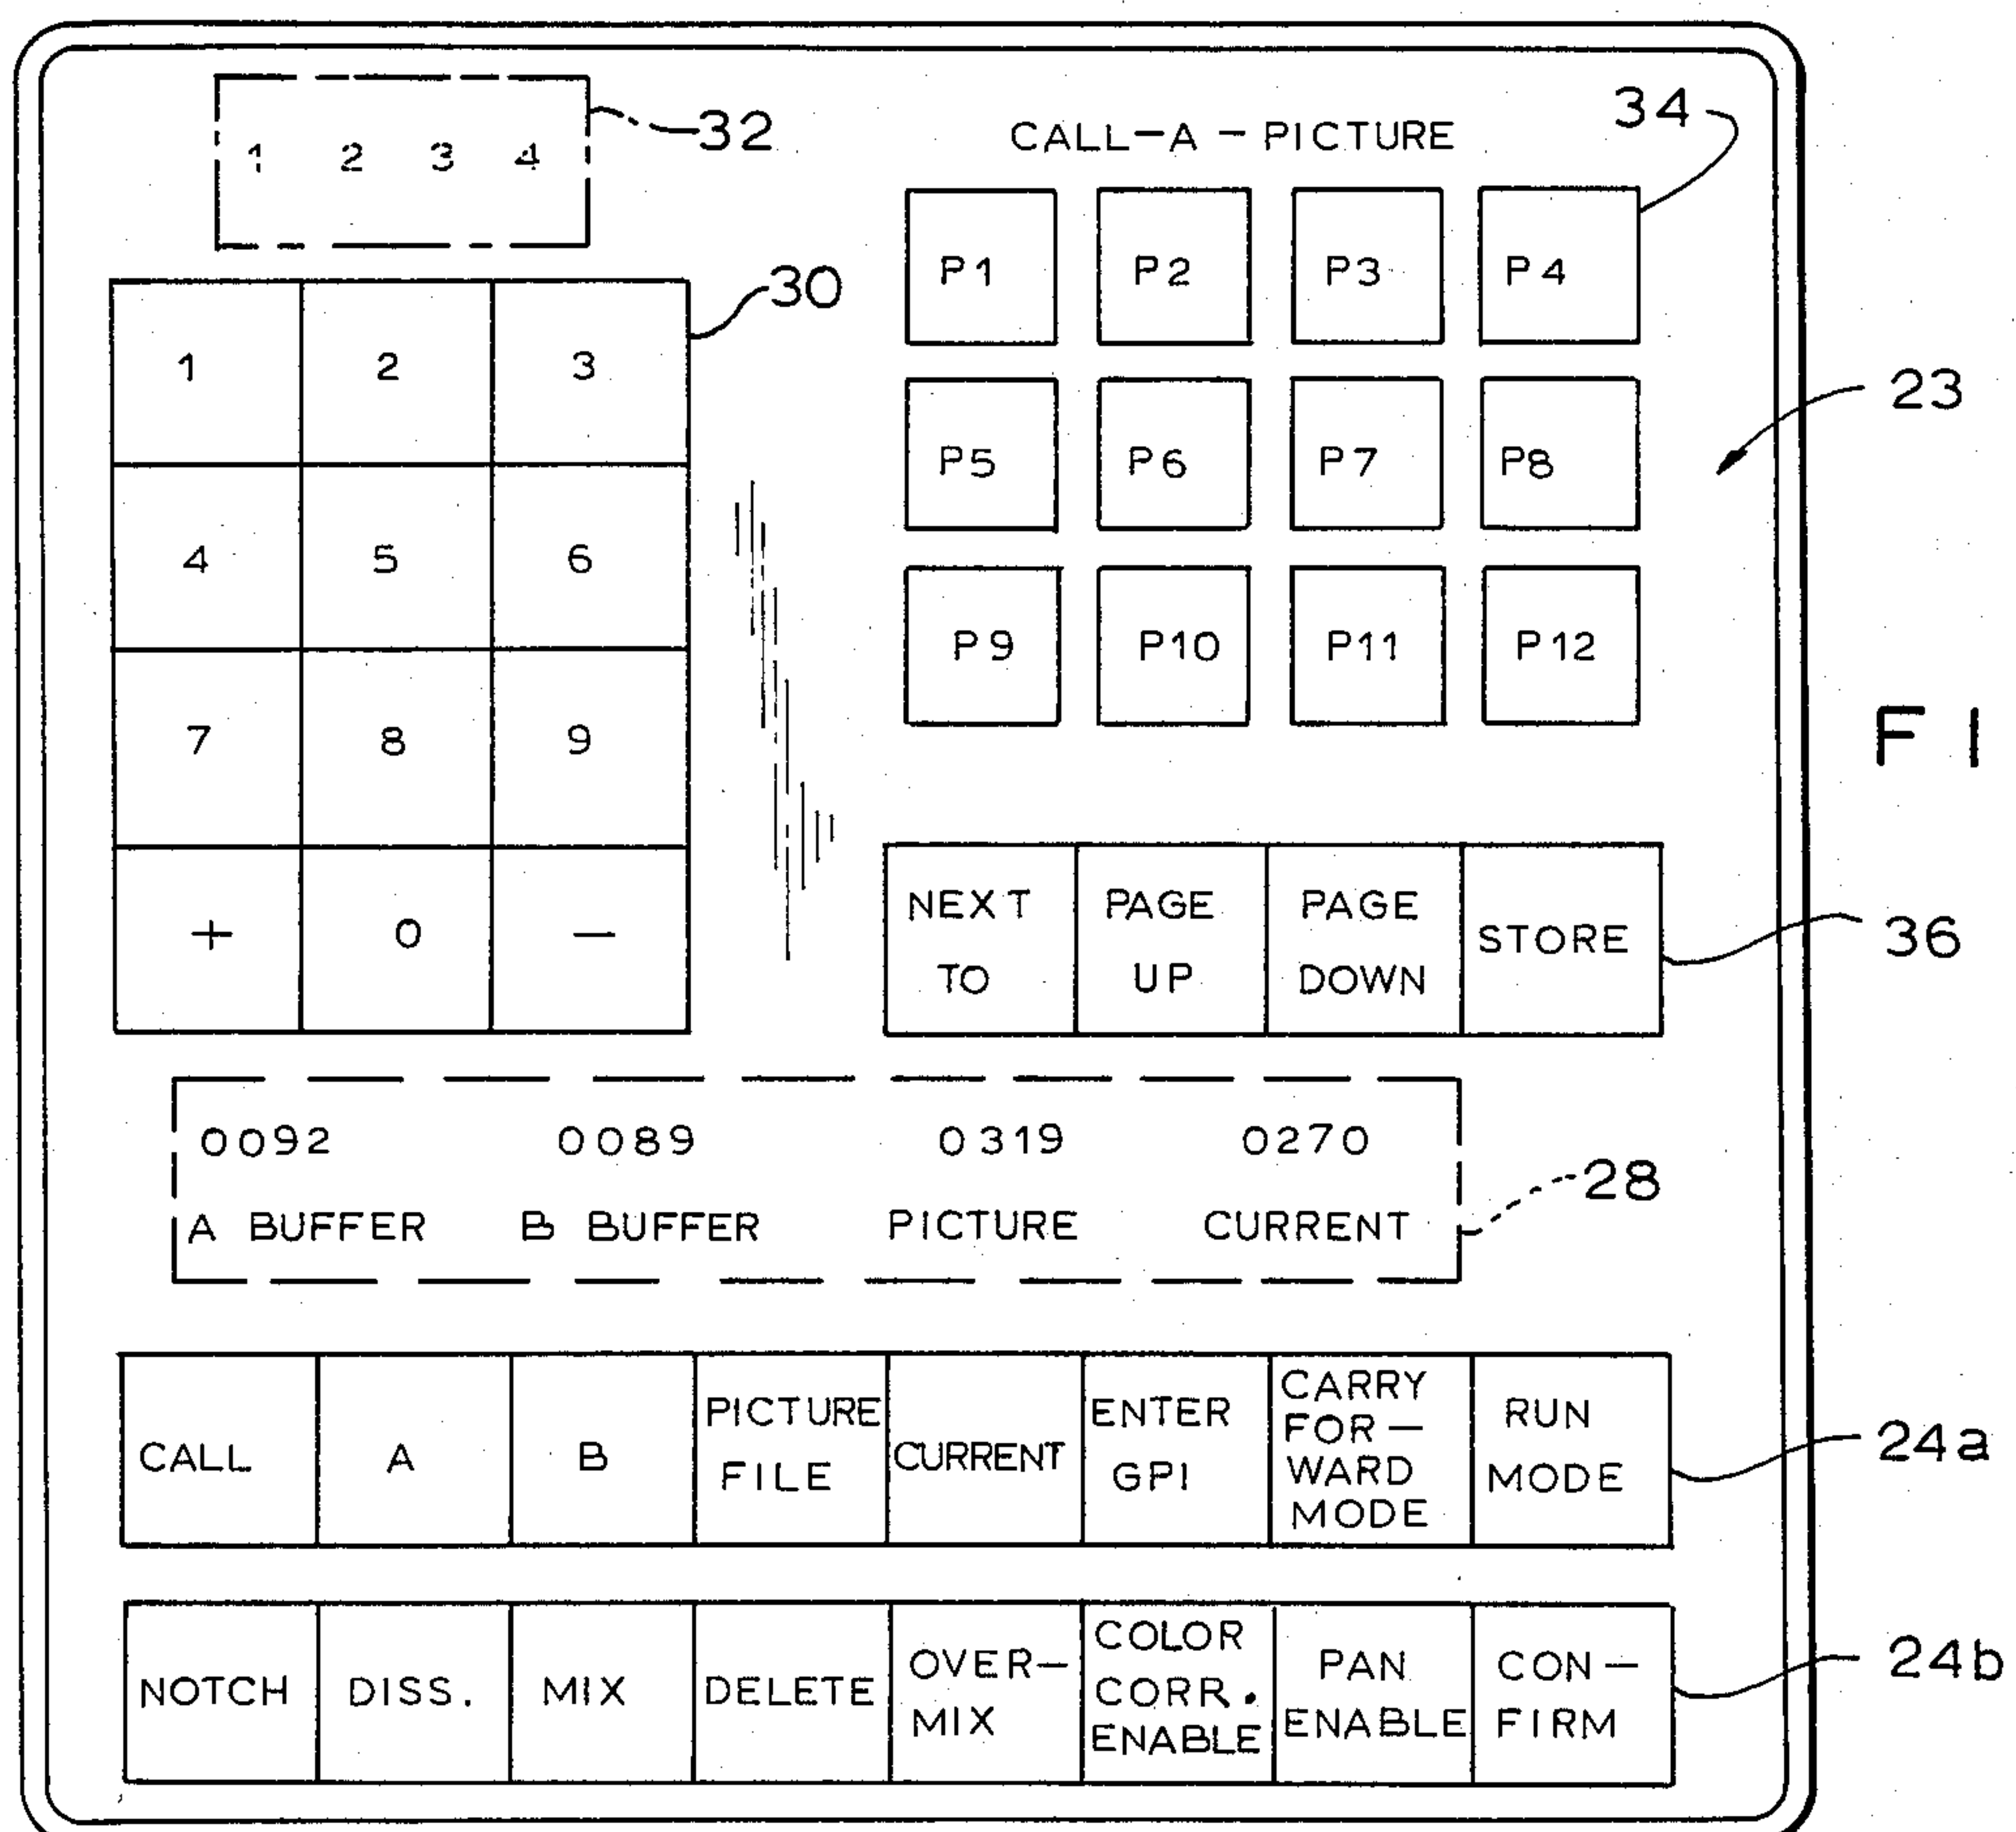 1 2 3 4
32
CALL-A-PICTURE
34
30
1 2 3
4 5 6
7 8 9
+ 0 −
P1 P2 P3 P4
P5 P6 P7 P8
P9 P10 P11 P12
23
F I
NEXT
TO
PAGE
UP
PAGE
DOWN
STORE
36
0092 0089 0319 0270
A BUFFER B BUFFER PICTURE CURRENT
28
CALL
A
B
PICTURE
FILE
CURRENT
ENTER
GPI
CARRY
FOR-
WARD
MODE
RUN
MODE
24a
NOTCH
DISS.
MIX
DELETE
OVER-
MIX
COLOR
CORR.
ENABLE
PAN
ENABLE
CON-
FIRM
24b